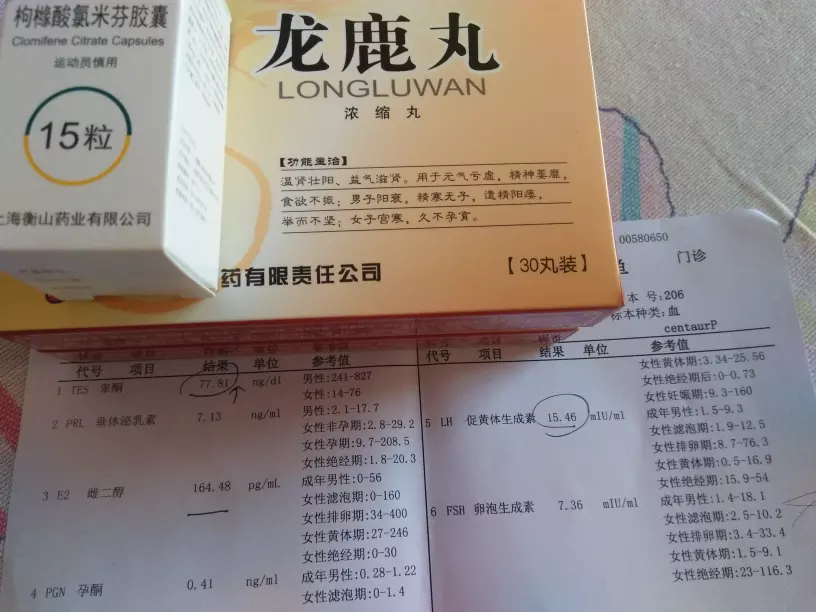 枸橼酸氯米芬胶囊
Clomifene Citrate Capsules
运动员慎用
15粒
上海衡山药业有限公司
龙鹿丸
LONGLUWAN
浓缩丸
【功能主治】
温肾壮阳、益气滋肾。用于元气亏虚，精神萎靡，
食欲不振；男子阳衰，精寒无子，遗精阳痿，
举而不坚；女子宫寒，久不孕育。
药有限责任公司
【30丸装】
00580650
单
门诊
本 号:206
标本种类:血
centaurP
代号 项目 结果 单位 参考值
1 TES 睾酮 77.81 ng/dl 男性:241-827
女性:14-76
2 PRL 垂体泌乳素 7.13 ng/ml 男性:2.1-17.7
女性非孕期:2.8-29.2
女性孕期:9.7-208.5
女性绝经期:1.8-20.3
3 E2 雌二醇 164.48 pg/mL 成年男性:0-56
女性滤泡期:0-160
女性排卵期:34-400
女性黄体期:27-246
女性绝经期:0-30
4 PGN 孕酮 0.41 ng/ml 成年男性:0.28-1.22
女性滤泡期:0-1.4
代号 项目 结果 单位 参考值
女性黄体期:3.34-25.56
女性绝经期后:0-0.73
女性妊娠期:9.3-160
5 LH 促黄体生成素 15.46 mIU/ml 成年男性:1.5-9.3
女性滤泡期:1.9-12.5
女性排卵期:8.7-76.3
女性黄体期:0.5-16.9
女性绝经期:15.9-54
6 FSH 卵泡生成素 7.36 mIU/ml 成年男性:1.4-18.1
女性滤泡期:2.5-10.2
女性排卵期:3.4-33.4
女性黄体期:1.5-9.1
女性绝经期:23-116.3